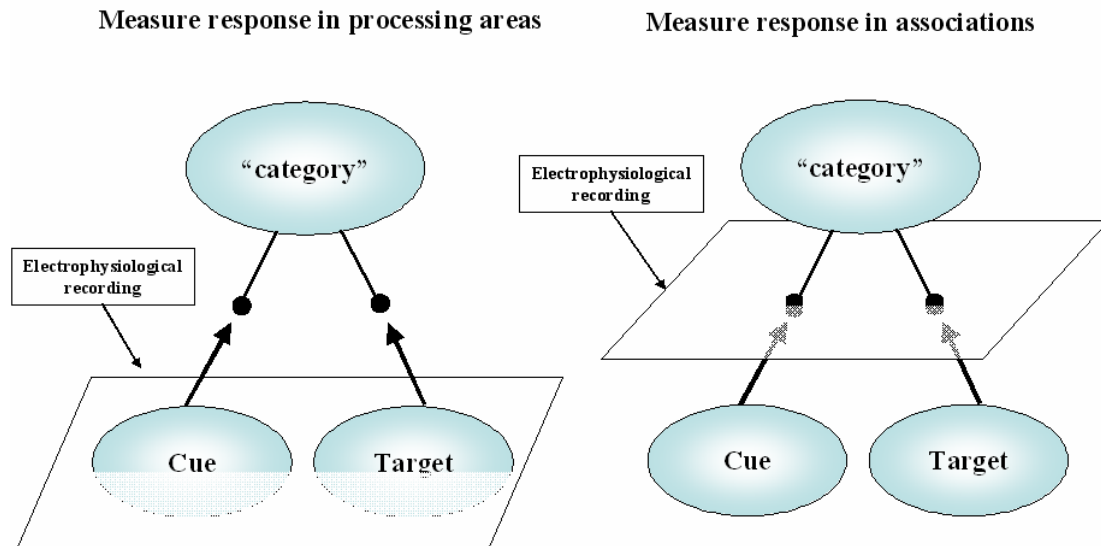 Measure response in processing areas
Measure response in associations
“category”
Electrophysiological
recording
Cue
Target
“category”
Electrophysiological
recording
Cue
Target